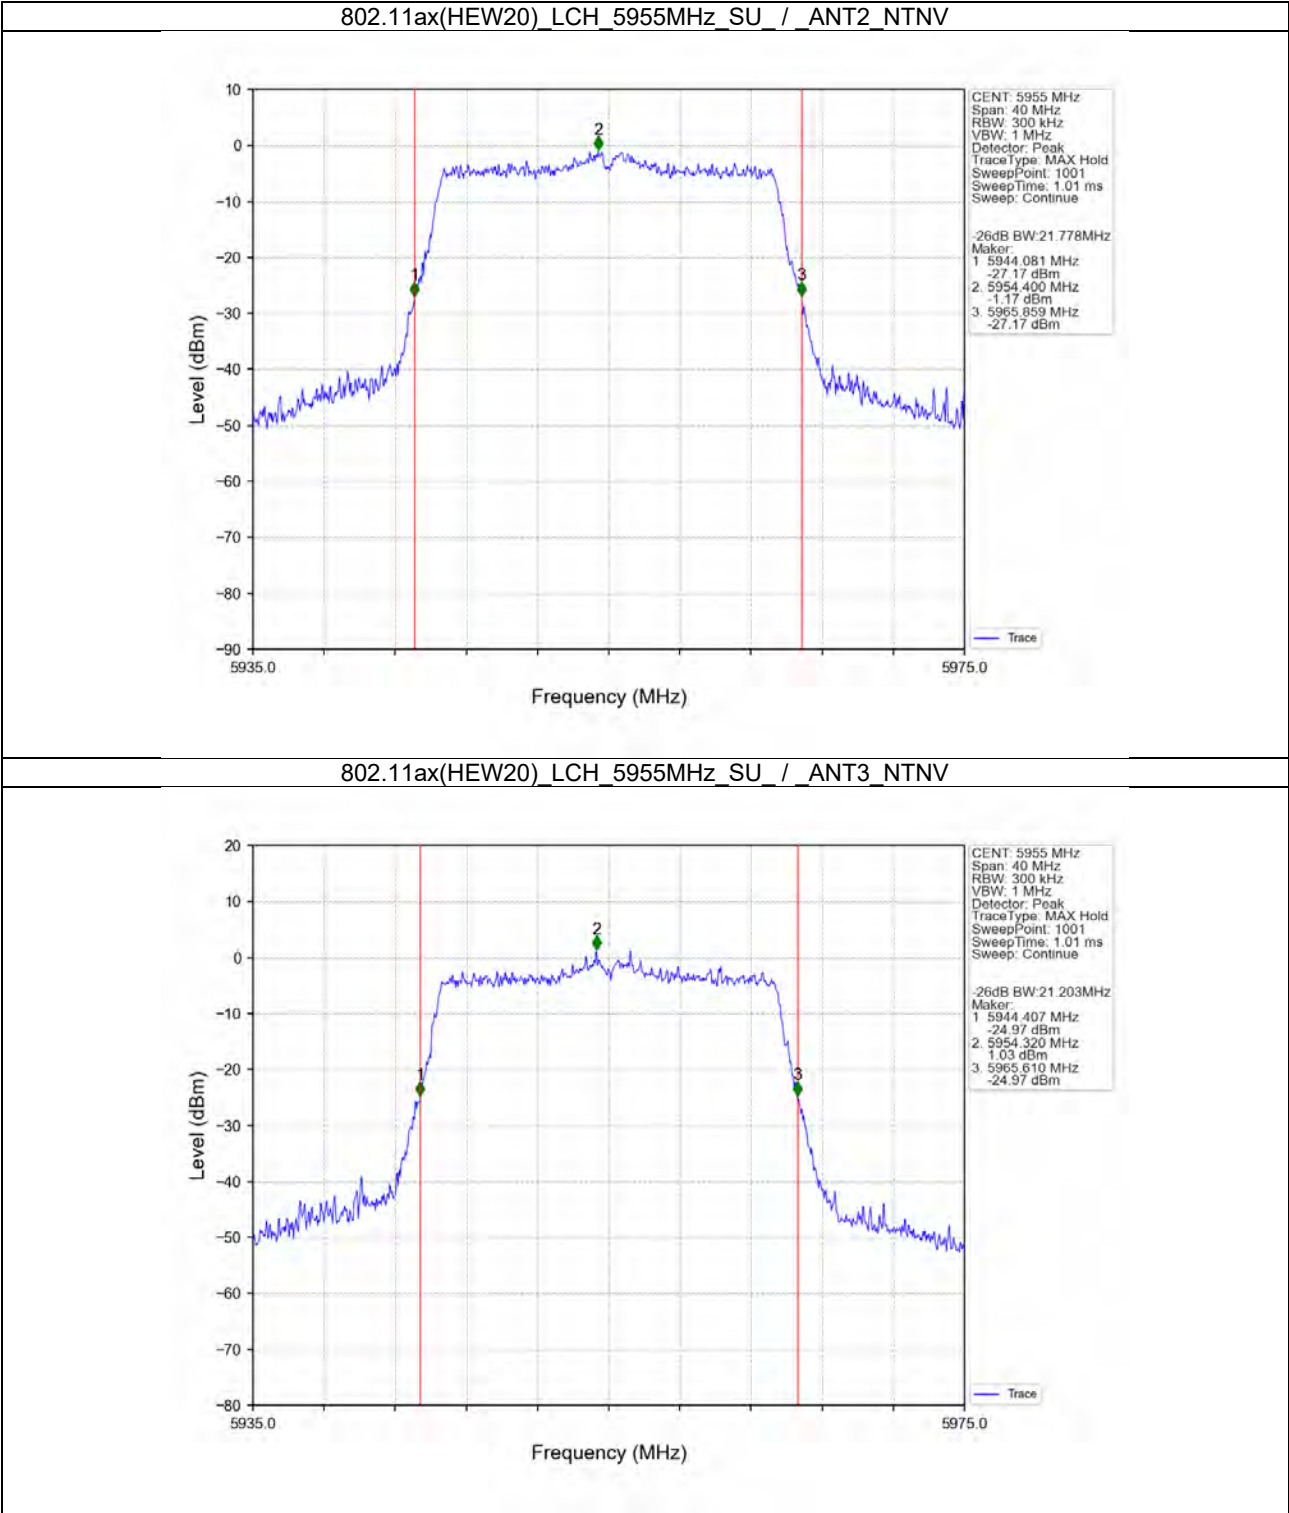 802.11ax(HEW20)_LCH_5955MHz_SU_ / _ANT2_NTNV
10
0
−10
−20
−30
−40
−50
−60
−70
−80
−90
Level (dBm)
5935.0
5975.0
Frequency (MHz)
1
2
3
CENT: 5955 MHz
Span: 40 MHz
RBW: 300 kHz
VBW: 1 MHz
Detector: Peak
TraceType: MAX Hold
SweepPoint: 1001
SweepTime: 1.01 ms
Sweep: Continue
-26dB BW:21.778MHz
Maker:
1 5944.081 MHz
-27.17 dBm
2. 5954.400 MHz
-1.17 dBm
3. 5965.859 MHz
-27.17 dBm
Trace
802.11ax(HEW20)_LCH_5955MHz_SU_ / _ANT3_NTNV
20
10
0
−10
−20
−30
−40
−50
−60
−70
−80
Level (dBm)
5935.0
5975.0
Frequency (MHz)
1
2
3
CENT: 5955 MHz
Span: 40 MHz
RBW: 300 kHz
VBW: 1 MHz
Detector: Peak
TraceType: MAX Hold
SweepPoint: 1001
SweepTime: 1.01 ms
Sweep: Continue
-26dB BW:21.203MHz
Maker:
1 5944.407 MHz
-24.97 dBm
2. 5954.320 MHz
1.03 dBm
3. 5965.610 MHz
-24.97 dBm
Trace